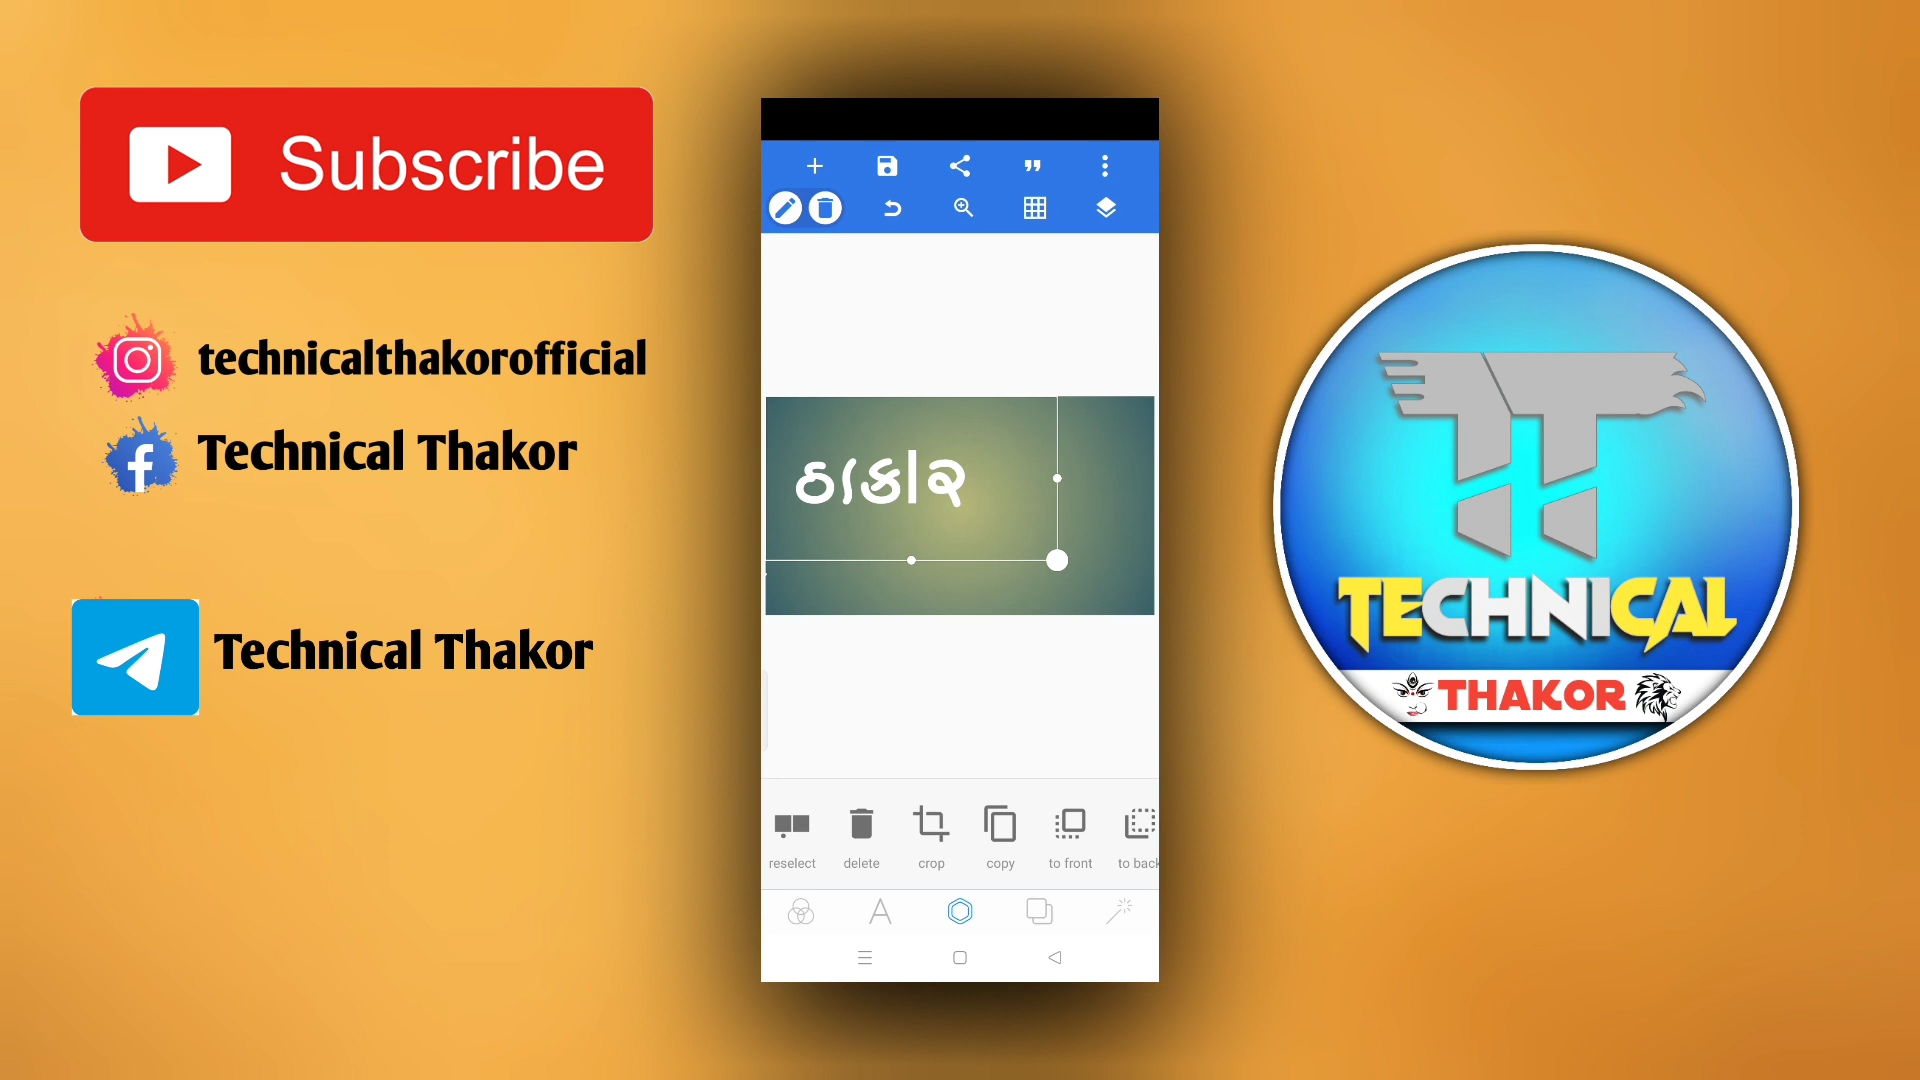 Subscribe
technicalthakorofficial
Technical Thakor
Technical Thakor
ઠાકાર
reselect
delete
crop
copy
to front
to back
TECHNICAL
THAKOR